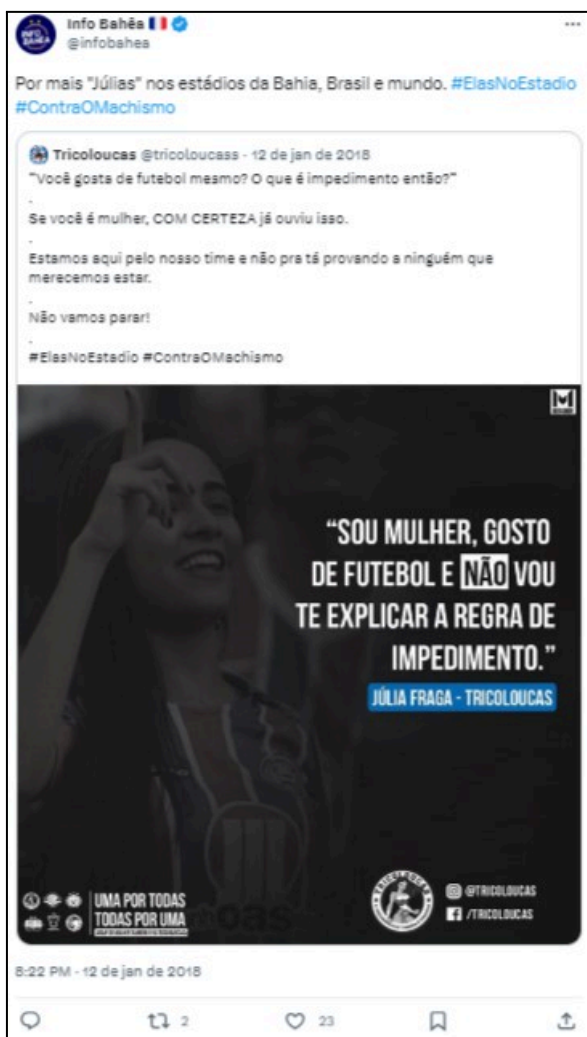 Info Bahêa
@infobahea
Por mais "Júlias" nos estádios da Bahia, Brasil e mundo. #ElasNoEstadio
#ContraOMachismo
Tricoloucas @tricoloucass · 12 de jan de 2018
"Você gosta de futebol mesmo? O que é impedimento então?"
.
Se você é mulher, COM CERTEZA já ouviu isso.
.
Estamos aqui pelo nosso time e não pra tá provando a ninguém que
merecemos estar.
.
Não vamos parar!
.
#ElasNoEstadio #ContraOMachismo
"SOU MULHER, GOSTO
DE FUTEBOL E NÃO VOU
TE EXPLICAR A REGRA DE
IMPEDIMENTO."
JÚLIA FRAGA - TRICOLOUCAS
UMA POR TODAS
TODAS POR UMA
TRICOLOUCAS
@TRICOLOUCAS
/TRICOLOUCAS
8:22 PM · 12 de jan de 2018
2 23